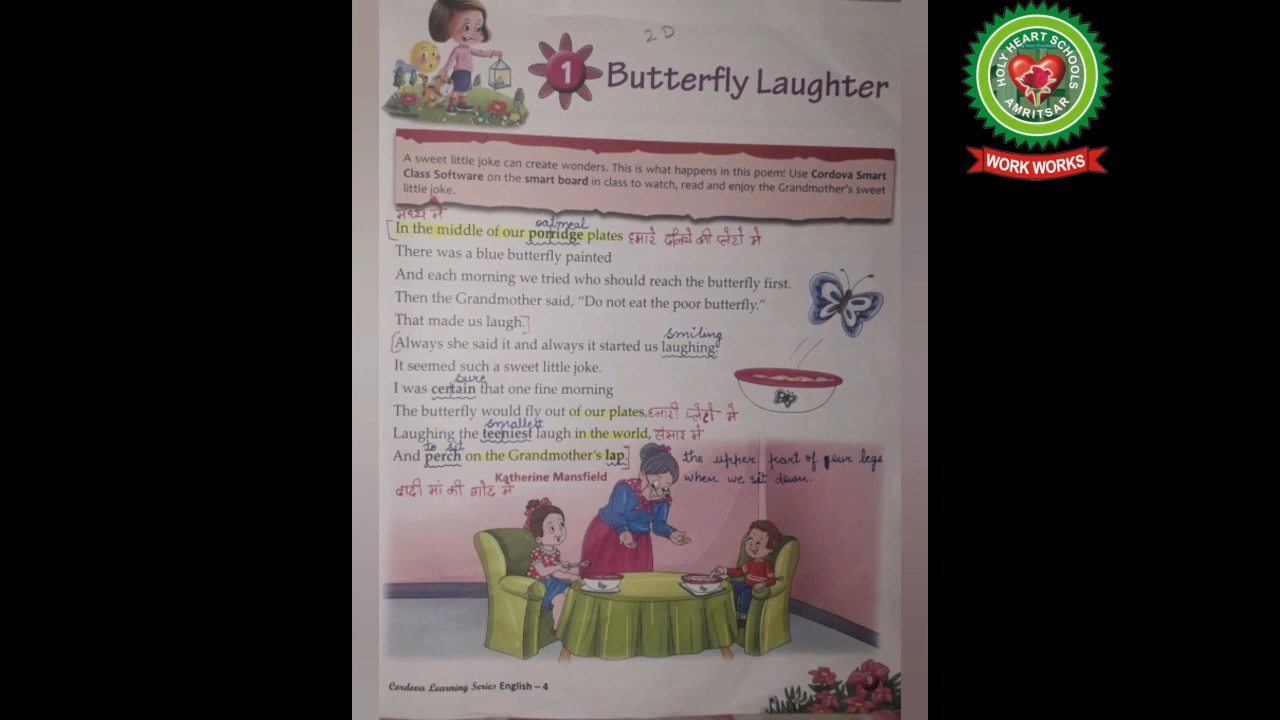 2 D
1
Butterfly Laughter
A sweet little joke can create wonders. This is what happens in this poem! Use Cordova Smart
Class Software on the smart board in class to watch, read and enjoy the Grandmother's sweet
little joke.
मध्य में
oatmeal
In the middle of our porridge plates हमारे दलिये की प्लेटो मे
There was a blue butterfly painted
And each morning we tried who should reach the butterfly first.
Then the Grandmother said, "Do not eat the poor butterfly."
That made us laugh.
smiling
Always she said it and always it started us laughing.
It seemed such a sweet little joke.
sure
I was certain that one fine morning
The butterfly would fly out of our plates, हमारी प्लेटो मे
smallest
Laughing the teeniest laugh in the world, संसार मे
to sit
And perch on the Grandmother's lap. the upper part of your legs
when we sit down.
Katherine Mansfield
दादी मां की गोद मे
Cordova Learning Series English – 4
9
HOLY HEART SCHOOLS
AMRITSAR
WORK WORKS